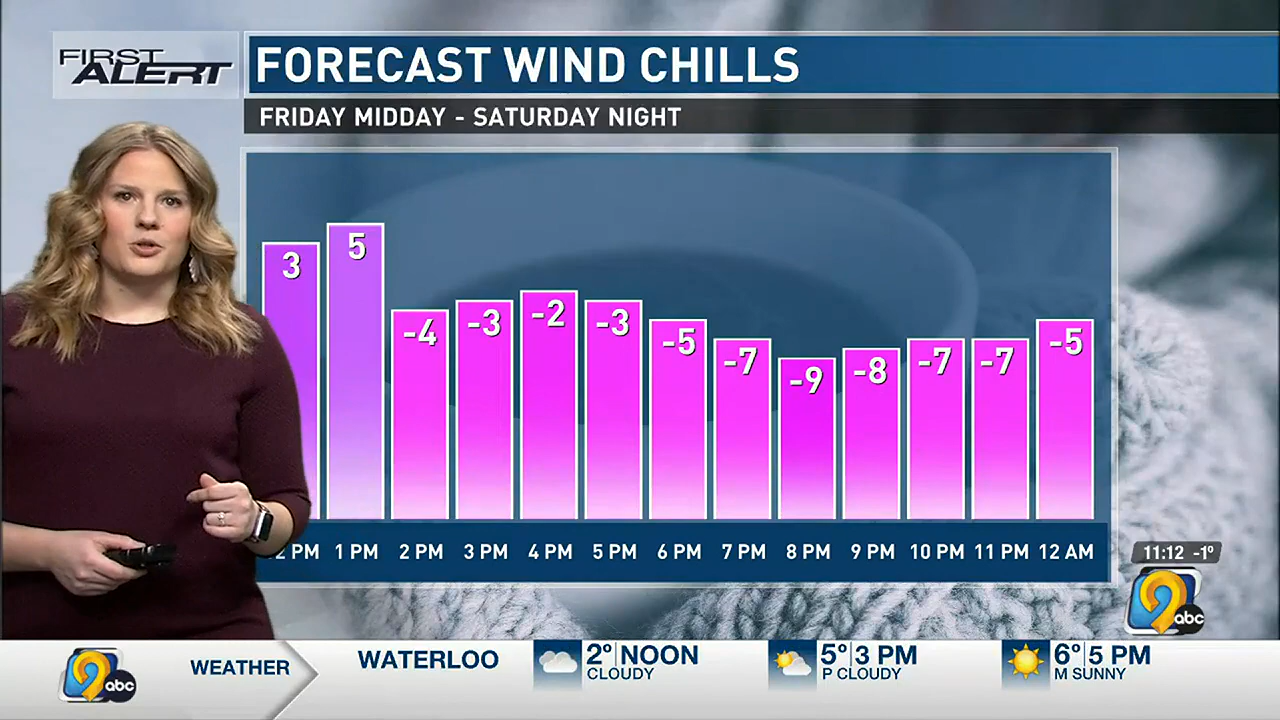 FIRST ALERT
FORECAST WIND CHILLS
FRIDAY MIDDAY - SATURDAY NIGHT
3 5 -4 -3 -2 -3 -5 -7 -9 -8 -7 -7 -5
2 PM 1 PM 2 PM 3 PM 4 PM 5 PM 6 PM 7 PM 8 PM 9 PM 10 PM 11 PM 12 AM
11:12 -1°
9 abc
9 abc
WEATHER
WATERLOO
2° NOON
CLOUDY
5° 3 PM
P CLOUDY
6° 5 PM
M SUNNY